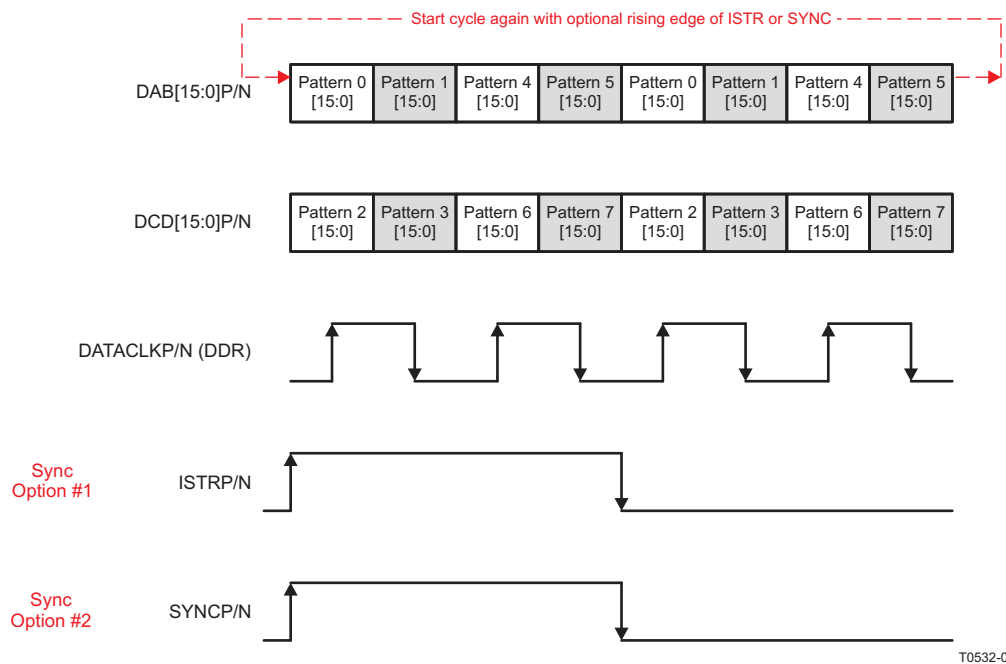 Start cycle again with optional rising edge of ISTR or SYNC
DAB[15:0]P/N
Pattern 0 Pattern 1 Pattern 4 Pattern 5 Pattern 0 Pattern 1 Pattern 4 Pattern 5
[15:0] [15:0] [15:0] [15:0] [15:0] [15:0] [15:0] [15:0]
DCD[15:0]P/N
Pattern 2 Pattern 3 Pattern 6 Pattern 7 Pattern 2 Pattern 3 Pattern 6 Pattern 7
[15:0] [15:0] [15:0] [15:0] [15:0] [15:0] [15:0] [15:0]
DATACLKP/N (DDR)
Sync
Option #1
ISTRP/N
Sync
Option #2
SYNCP/N
T0532-0